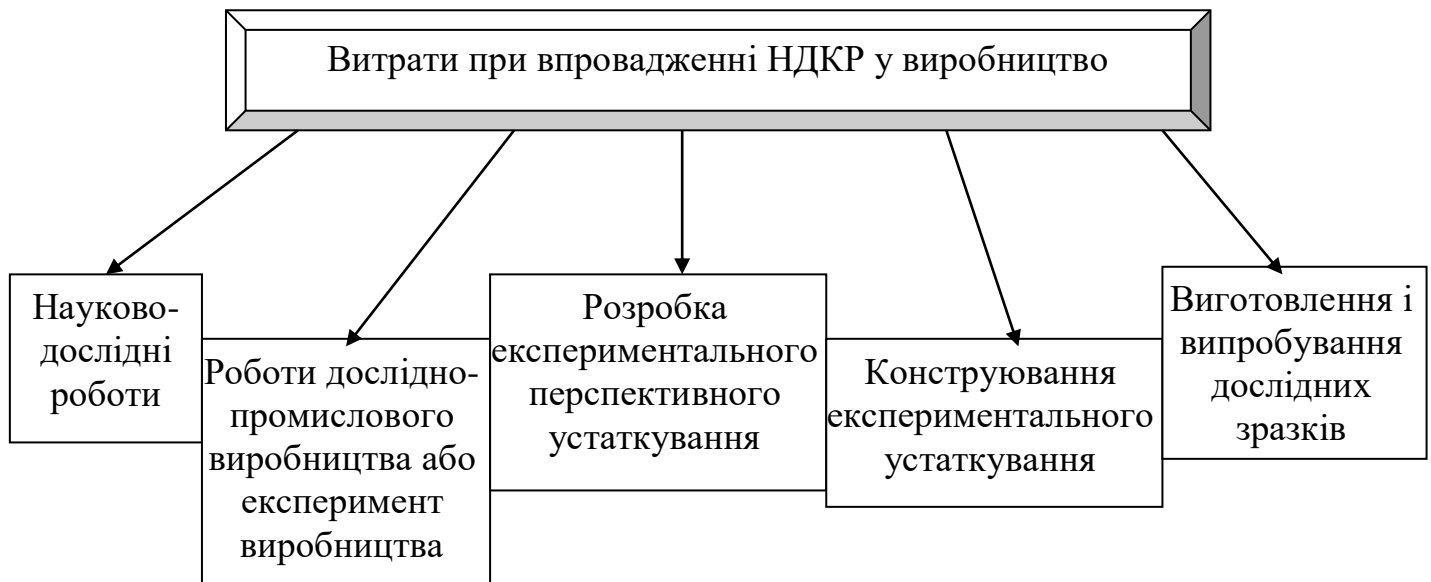 Витрати при впровадженні НДКР у виробництво
Науково-
дослідні
роботи
Роботи дослідно-
промислового
виробництва або
експеримент
виробництва
Розробка
експериментального
перспективного
устаткування
Конструювання
експериментального
устаткування
Виготовлення і
випробування
дослідних
зразків